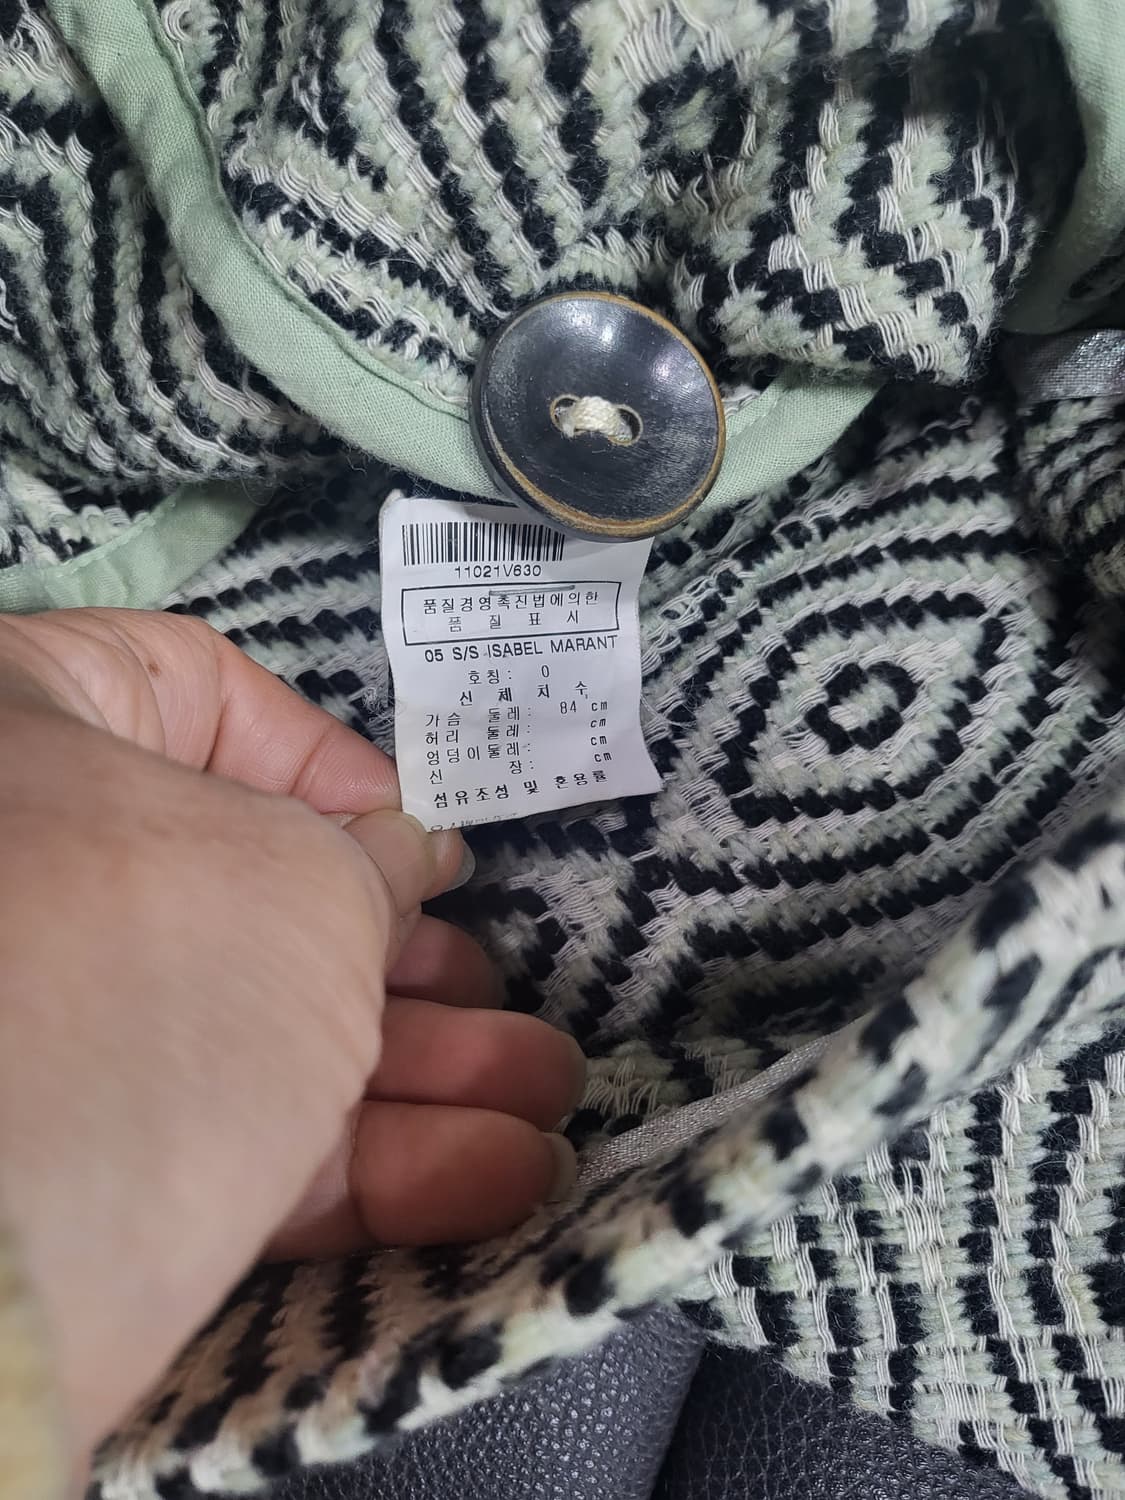 11021V630
품질경영촉진법에의한
품 질 표 시
05 S/S ISABEL MARANT
호칭: 0
신 체 치 수
가슴 둘레: 84 cm
허리 둘레: cm
엉덩이둘레: cm
신 장: cm
섬유조성 및 혼용률